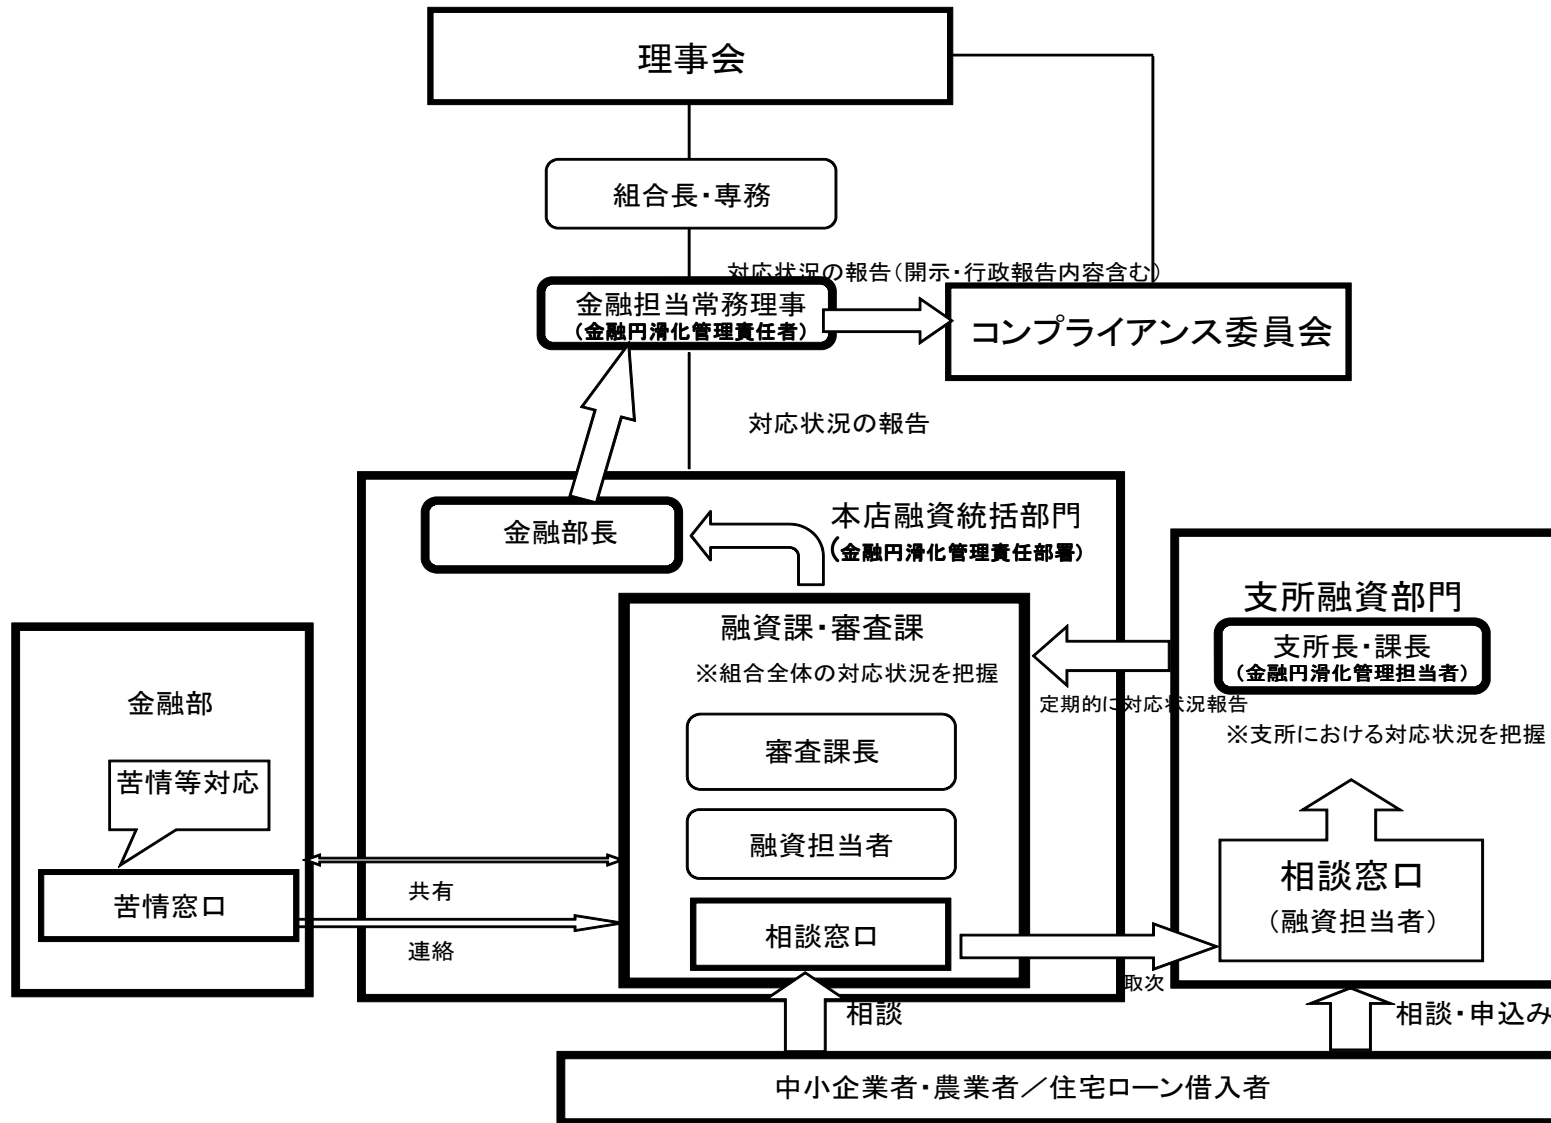 理事会
組合長・専務
対応状況の報告（開示・行政報告内容含む）
金融担当常務理事
（金融円滑化管理責任者）
コンプライアンス委員会
対応状況の報告
金融部長
本店融資統括部門
（金融円滑化管理責任部署）
支所融資部門
支所長・課長
（金融円滑化管理担当者）
※支所における対応状況を把握
融資課・審査課
※組合全体の対応状況を把握
定期的に対応状況報告
金融部
苦情等対応
苦情窓口
審査課長
融資担当者
相談窓口
共有
連絡
相談窓口
（融資担当者）
取次
相談
相談・申込み
中小企業者・農業者／住宅ローン借入者